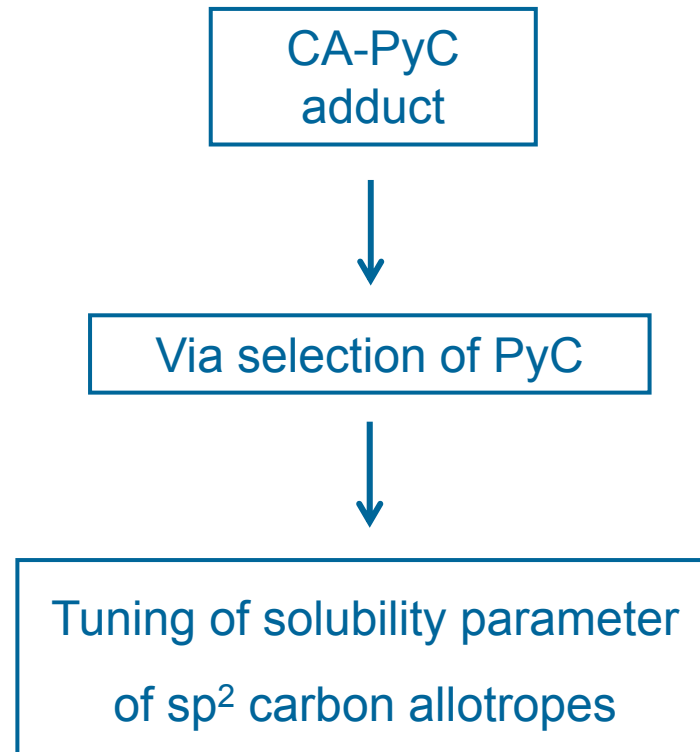 CA-PyC
adduct
Via selection of PyC
Tuning of solubility parameter
of sp² carbon allotropes